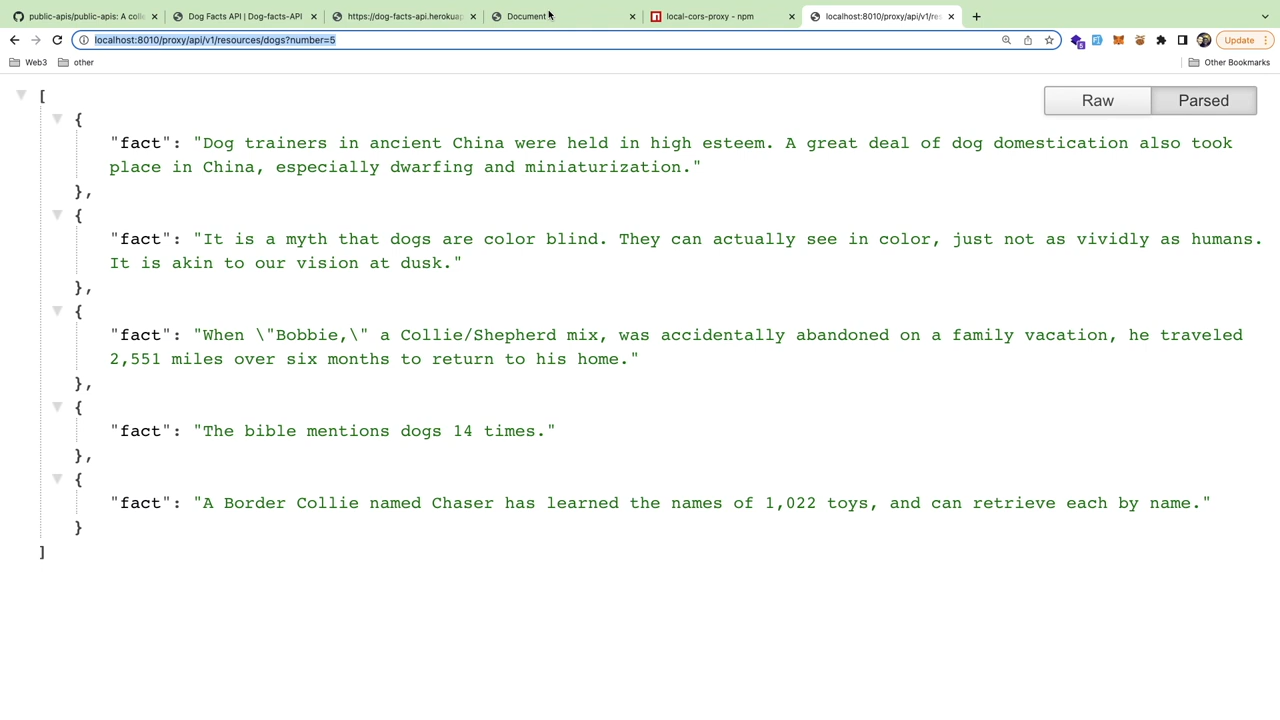 public-apis/public-apis: A coll Dog Facts API | Dog-facts-API https://dog-facts-api.herokuap Document local-cors-proxy - npm localhost:8010/proxy/api/v1/res
localhost:8010/proxy/api/v1/resources/dogs?number=5 Update
Web3 other Other Bookmarks
Raw Parsed
[
{
"fact": "Dog trainers in ancient China were held in high esteem. A great deal of dog domestication also took
place in China, especially dwarfing and miniaturization."
},
{
"fact": "It is a myth that dogs are color blind. They can actually see in color, just not as vividly as humans.
It is akin to our vision at dusk."
},
{
"fact": "When \"Bobbie,\" a Collie/Shepherd mix, was accidentally abandoned on a family vacation, he traveled
2,551 miles over six months to return to his home."
},
{
"fact": "The bible mentions dogs 14 times."
},
{
"fact": "A Border Collie named Chaser has learned the names of 1,022 toys, and can retrieve each by name."
}
]